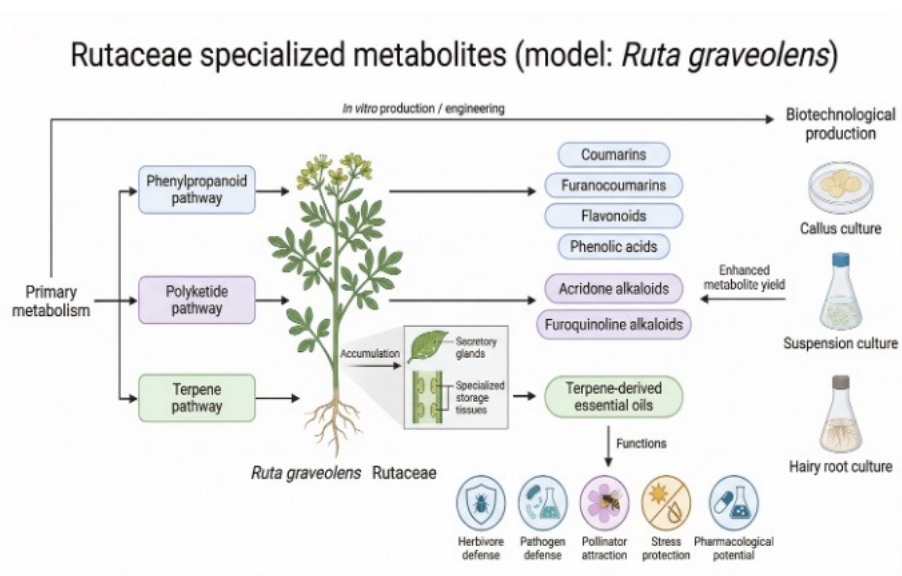 Rutaceae specialized metabolites (model: Ruta graveolens)
In vitro production / engineering
Biotechnological
production
Phenylpropanoid
pathway
Coumarins
Furanocoumarins
Flavonoids
Phenolic acids
Callus culture
Primary
metabolism
Polyketide
pathway
Acridone alkaloids
Furoquinoline alkaloids
Enhanced
metabolite yield
Suspension culture
Accumulation
Secretory
glands
Specialized
storage
tissues
Terpene
pathway
Terpene-derived
essential oils
Functions
Hairy root culture
Ruta graveolens Rutaceae
Herbivore
defense
Pathogen
defense
Pollinator
attraction
Stress
protection
Pharmacological
potential